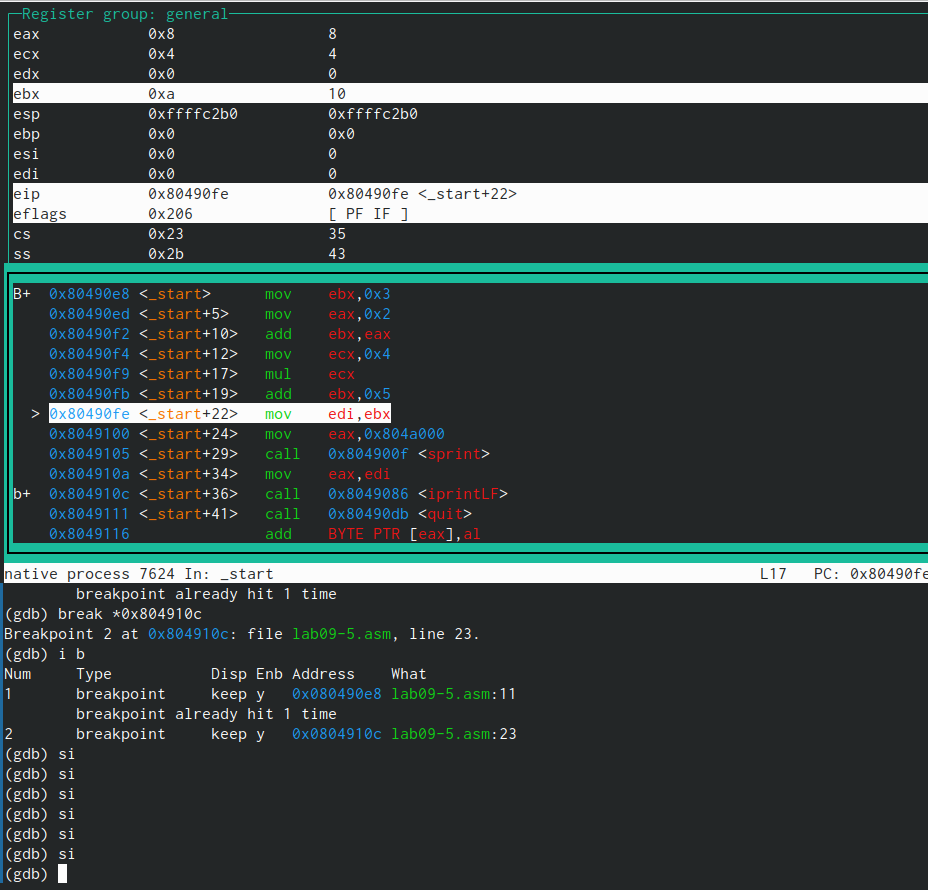 Register group: general
eax 0x8 8
ecx 0x4 4
edx 0x0 0
ebx 0xa 10
esp 0xffffc2b0 0xffffc2b0
ebp 0x0 0x0
esi 0x0 0
edi 0x0 0
eip 0x80490fe 0x80490fe <_start+22>
eflags 0x206 [ PF IF ]
cs 0x23 35
ss 0x2b 43
B+ 0x80490e8 <_start> mov ebx,0x3
0x80490ed <_start+5> mov eax,0x2
0x80490f2 <_start+10> add ebx,eax
0x80490f4 <_start+12> mov ecx,0x4
0x80490f9 <_start+17> mul ecx
0x80490fb <_start+19> add ebx,0x5
> 0x80490fe <_start+22> mov edi,ebx
0x8049100 <_start+24> mov eax,0x804a000
0x8049105 <_start+29> call 0x804900f <sprint>
0x804910a <_start+34> mov eax,edi
b+ 0x804910c <_start+36> call 0x8049086 <iprintLF>
0x8049111 <_start+41> call 0x80490db <quit>
0x8049116 add BYTE PTR [eax],al
native process 7624 In: _start L17 PC: 0x80490fe
breakpoint already hit 1 time
(gdb) break *0x804910c
Breakpoint 2 at 0x804910c: file lab09-5.asm, line 23.
(gdb) i b
Num Type Disp Enb Address What
1 breakpoint keep y 0x080490e8 lab09-5.asm:11
breakpoint already hit 1 time
2 breakpoint keep y 0x0804910c lab09-5.asm:23
(gdb) si
(gdb) si
(gdb) si
(gdb) si
(gdb) si
(gdb) si
(gdb)